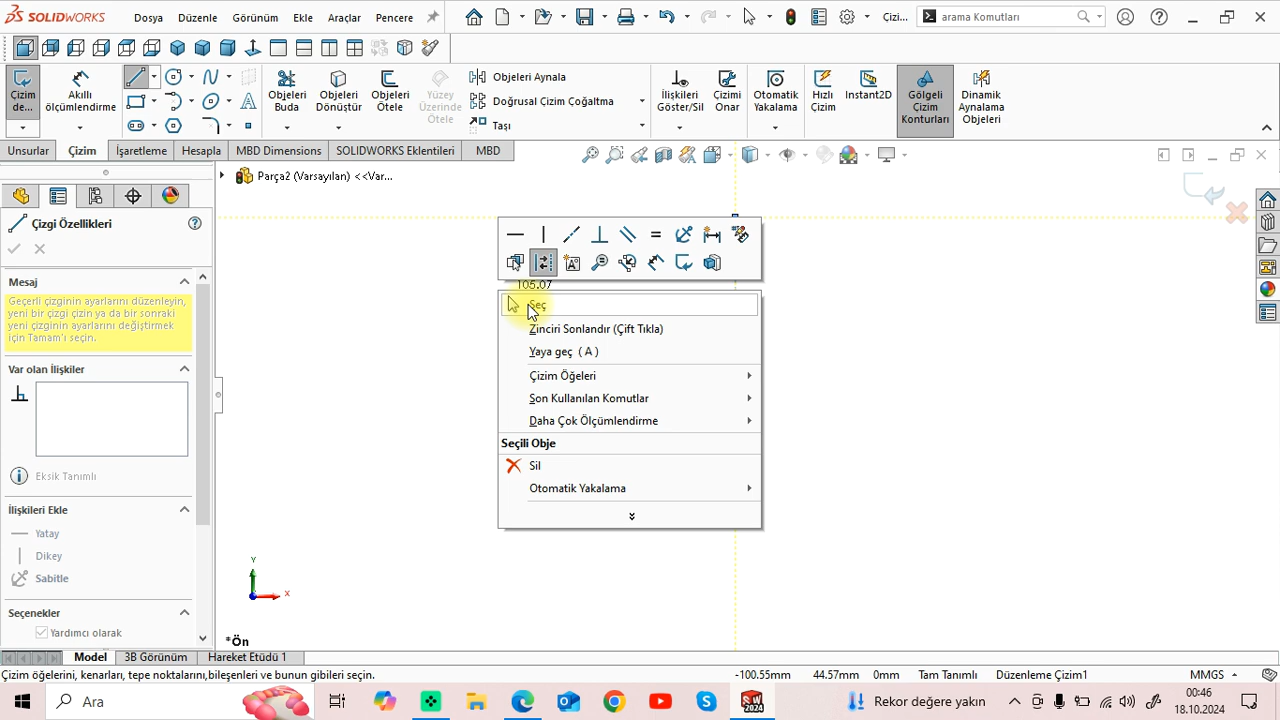 SOLIDWORKS Dosya Düzenle Görünüm Ekle Araçlar Pencere Çizi... arama Komutları
Çizim de... Akıllı ölçümlendirme Objeleri Buda Objeleri Dönüştür Objeleri Ötele Yüzey Üzerinde Ötele Objeleri Aynala Doğrusal Çizim Çoğaltma Taşı İlişkileri Göster/Sil Çizimi Onar Otomatik Yakalama Hızlı Çizim Instant2D Gölgeli Çizim Konturları Dinamik Aynalama Objeleri
Unsurlar Çizim İşaretleme Hesapla MBD Dimensions SOLIDWORKS Eklentileri MBD
Parça2 (Varsayılan) <<Var...
Çizgi Özellikleri
Mesaj
Geçerli çizginin ayarlarını düzenleyin,
yeni bir çizgi çizin ya da bir sonraki
yeni çizginin ayarlarını değiştirmek
için Tamam'ı seçin.
Var olan İlişkiler
Eksik Tanımlı
İlişkileri Ekle
Yatay
Dikey
Sabitle
Seçenekler
Yardımcı olarak
105.07
Seç
Zinciri Sonlandır (Çift Tıkla)
Yaya geç (A)
Çizim Öğeleri
Son Kullanılan Komutlar
Daha Çok Ölçümlendirme
Seçili Obje
Sil
Otomatik Yakalama
Y
X
*Ön
Model 3B Görünüm Hareket Etüdü 1
Çizim öğelerini, kenarları, tepe noktalarını,bileşenleri ve bunun gibileri seçin. -100.55mm 44.57mm 0mm Tam Tanımlı Düzenleme Çizim1 MMGS
Ara SW 2024 Rekor değere yakın 00:46
18.10.2024